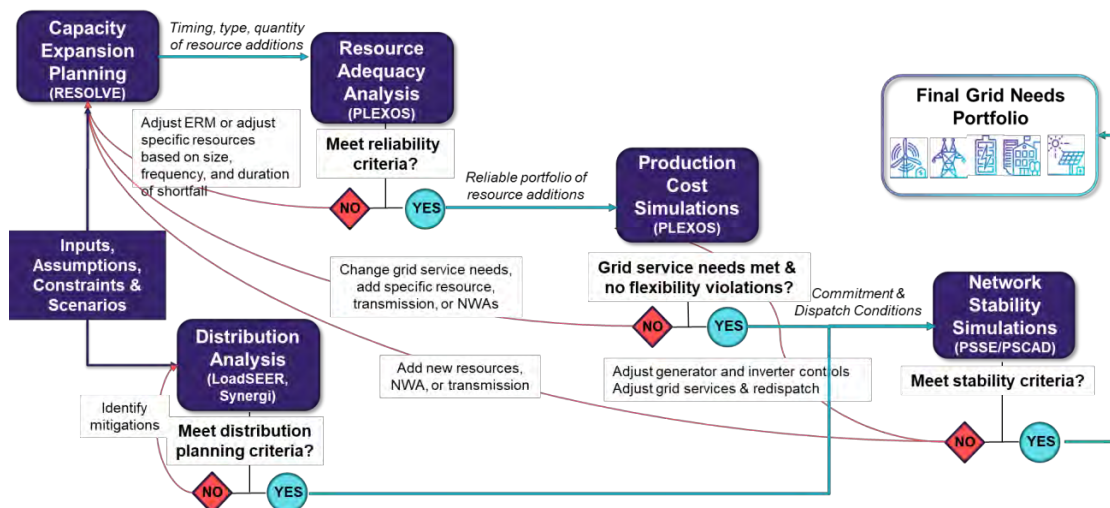 Capacity
Expansion
Planning
(RESOLVE)
Timing, type, quantity
of resource additions
Resource
Adequacy
Analysis
(PLEXOS)
Adjust ERM or adjust
specific resources
based on size,
frequency, and duration
of shortfall
Meet reliability
criteria?
NO
YES
Reliable portfolio of
resource additions
Production
Cost
Simulations
(PLEXOS)
Final Grid Needs
Portfolio
Inputs,
Assumptions,
Constraints &
Scenarios
Change grid service needs,
add specific resource,
transmission, or NWAs
Grid service needs met &
no flexibility violations?
NO
YES
Commitment &
Dispatch Conditions
Network
Stability
Simulations
(PSSE/PSCAD)
Distribution
Analysis
(LoadSEER,
Synergi)
Add new resources,
NWA, or transmission
Adjust generator and inverter controls
Adjust grid services & redispatch
Meet stability criteria?
NO
YES
Identify
mitigations
Meet distribution
planning criteria?
NO
YES